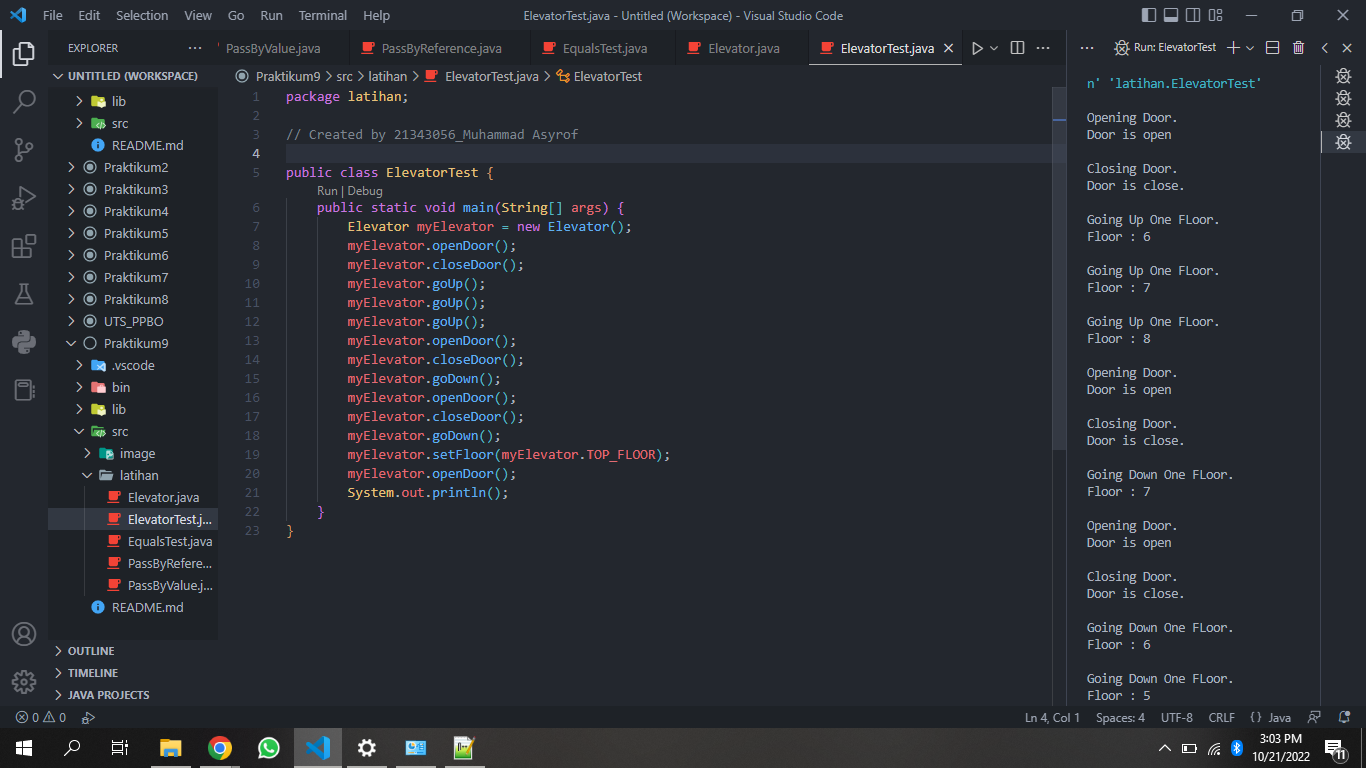 File Edit Selection View Go Run Terminal Help
ElevatorTest.java - Untitled (Workspace) - Visual Studio Code
EXPLORER
UNTITLED (WORKSPACE)
lib
src
README.md
Praktikum2
Praktikum3
Praktikum4
Praktikum5
Praktikum6
Praktikum7
Praktikum8
UTS_PPBO
Praktikum9
.vscode
bin
lib
src
image
latihan
Elevator.java
ElevatorTest.j...
EqualsTest.java
PassByRefere...
PassByValue.j...
README.md
OUTLINE
TIMELINE
JAVA PROJECTS
PassByValue.java PassByReference.java EqualsTest.java Elevator.java ElevatorTest.java
Praktikum9 > src > latihan > ElevatorTest.java > ElevatorTest
1 package latihan;
2
3 // Created by 21343056_Muhammad Asyrof
4
5 public class ElevatorTest {
Run | Debug
6 public static void main(String[] args) {
7 Elevator myElevator = new Elevator();
8 myElevator.openDoor();
9 myElevator.closeDoor();
10 myElevator.goUp();
11 myElevator.goUp();
12 myElevator.goUp();
13 myElevator.openDoor();
14 myElevator.closeDoor();
15 myElevator.goDown();
16 myElevator.openDoor();
17 myElevator.closeDoor();
18 myElevator.goDown();
19 myElevator.setFloor(myElevator.TOP_FLOOR);
20 myElevator.openDoor();
21 System.out.println();
22 }
23 }
Run: ElevatorTest
n' 'latihan.ElevatorTest'
Opening Door.
Door is open
Closing Door.
Door is close.
Going Up One FLoor.
Floor : 6
Going Up One FLoor.
Floor : 7
Going Up One FLoor.
Floor : 8
Opening Door.
Door is open
Closing Door.
Door is close.
Going Down One FLoor.
Floor : 7
Opening Door.
Door is open
Closing Door.
Door is close.
Going Down One FLoor.
Floor : 6
Going Down One FLoor.
Floor : 5
0 0
Ln 4, Col 1 Spaces: 4 UTF-8 CRLF {} Java
3:03 PM
10/21/2022
11